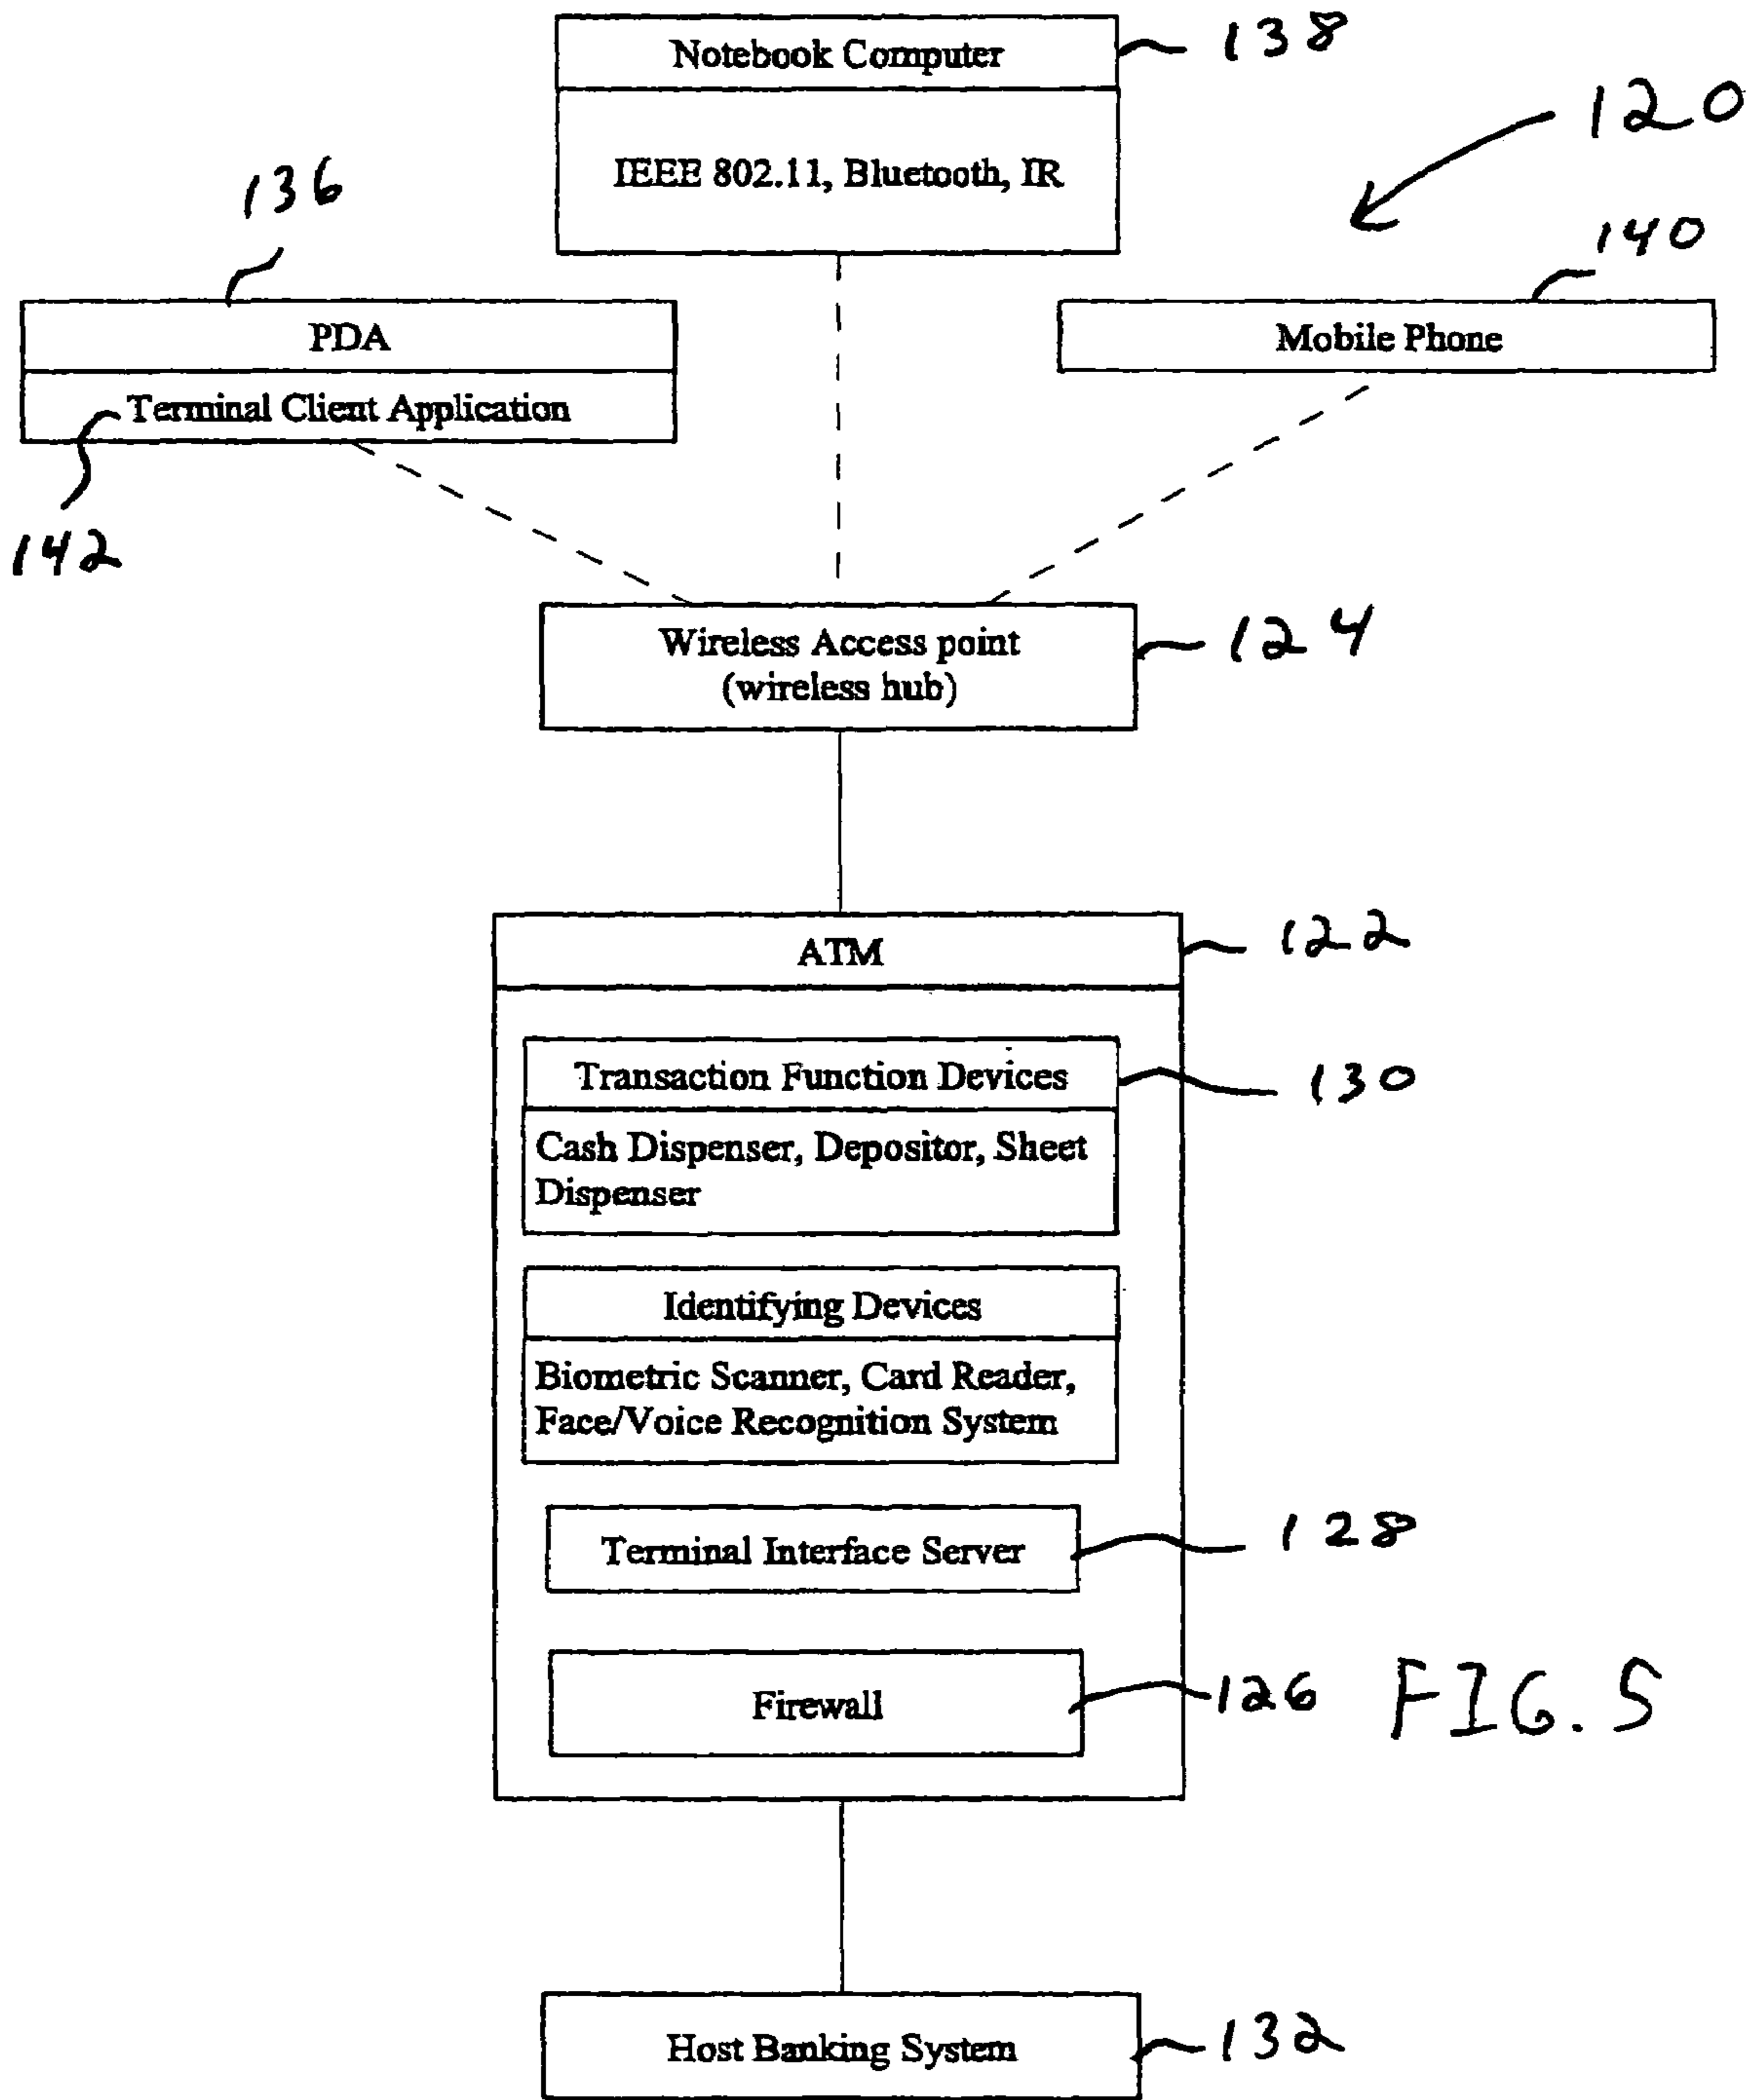 Notebook Computer
138
IEEE 802.11, Bluetooth, IR
120
136
140
PDA
Mobile Phone
Terminal Client Application
142
Wireless Access point
(wireless hub)
124
ATM
122
Transaction Function Devices
130
Cash Dispenser, Depositor, Sheet
Dispenser
Identifying Devices
Biometric Scanner, Card Reader,
Face/Voice Recognition System
Terminal Interface Server
128
Firewall
126
FIG. 5
Host Banking System
132